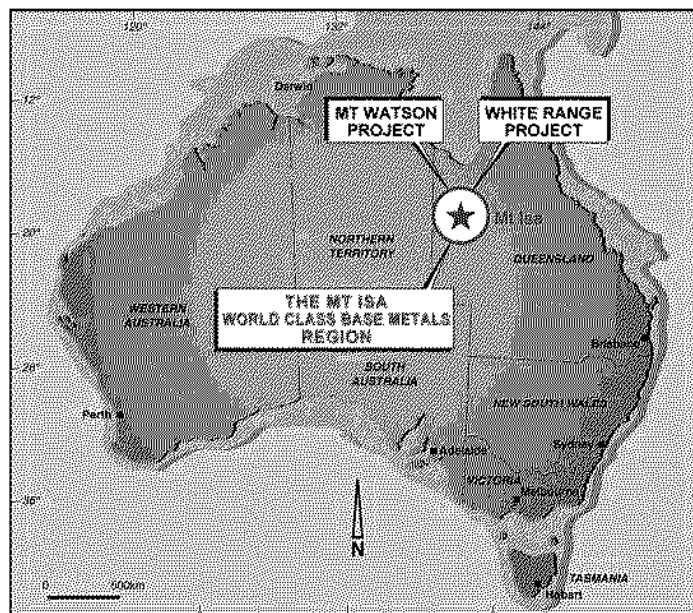 120°
132°
144°
Darwin
12°
MT WATSON
PROJECT
WHITE RANGE
PROJECT
Mt Isa
20°
NORTHERN
TERRITORY
QUEENSLAND
THE MT ISA
WORLD CLASS BASE METALS
REGION
WESTERN
AUSTRALIA
Brisbane
28°
SOUTH
AUSTRALIA
NEW SOUTH WALES
Perth
Sydney
Adelaide
VICTORIA
Melbourne
36°
N
0 500km
TASMANIA
Hobart